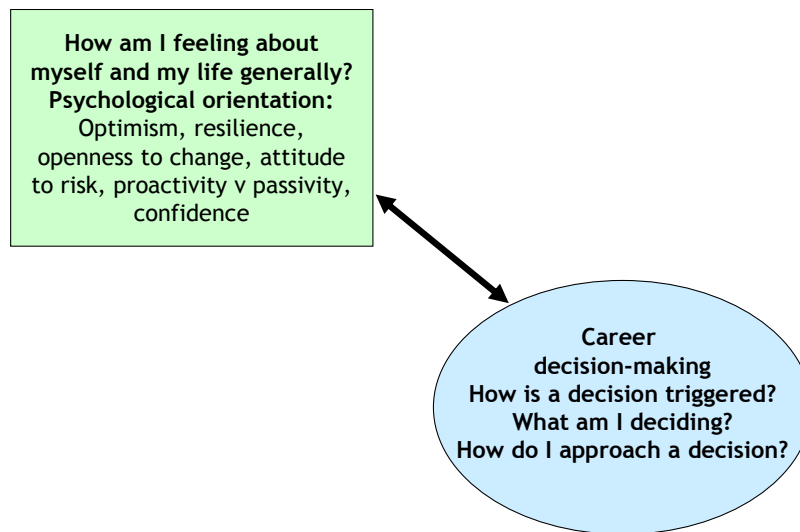 How am I feeling about
myself and my life generally?
Psychological orientation:
Optimism, resilience,
openness to change, attitude
to risk, proactivity v passivity,
confidence
Career
decision-making
How is a decision triggered?
What am I deciding?
How do I approach a decision?